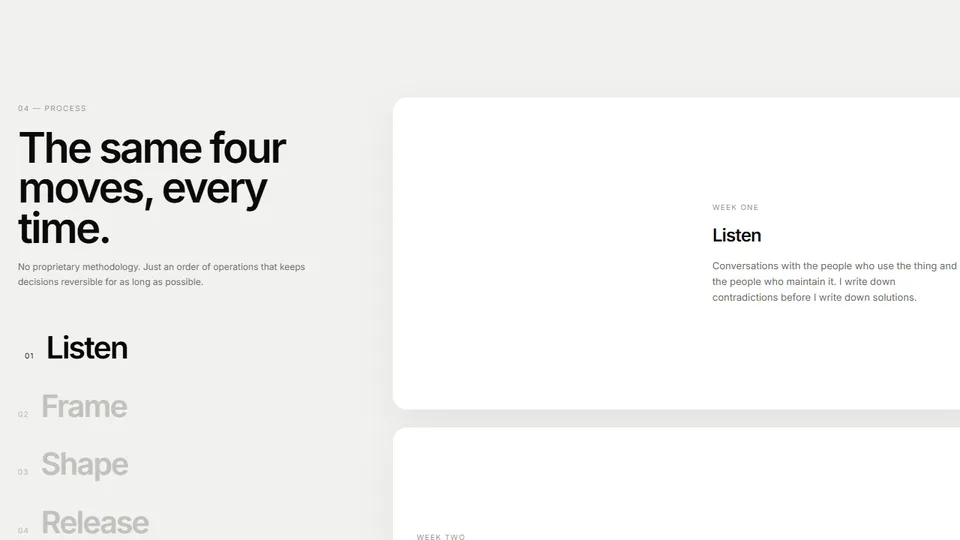 04 — PROCESS
The same four
moves, every
time.
No proprietary methodology. Just an order of operations that keeps
decisions reversible for as long as possible.
01 Listen
02 Frame
03 Shape
04 Release
WEEK ONE
Listen
Conversations with the people who use the thing and
the people who maintain it. I write down
contradictions before I write down solutions.
WEEK TWO